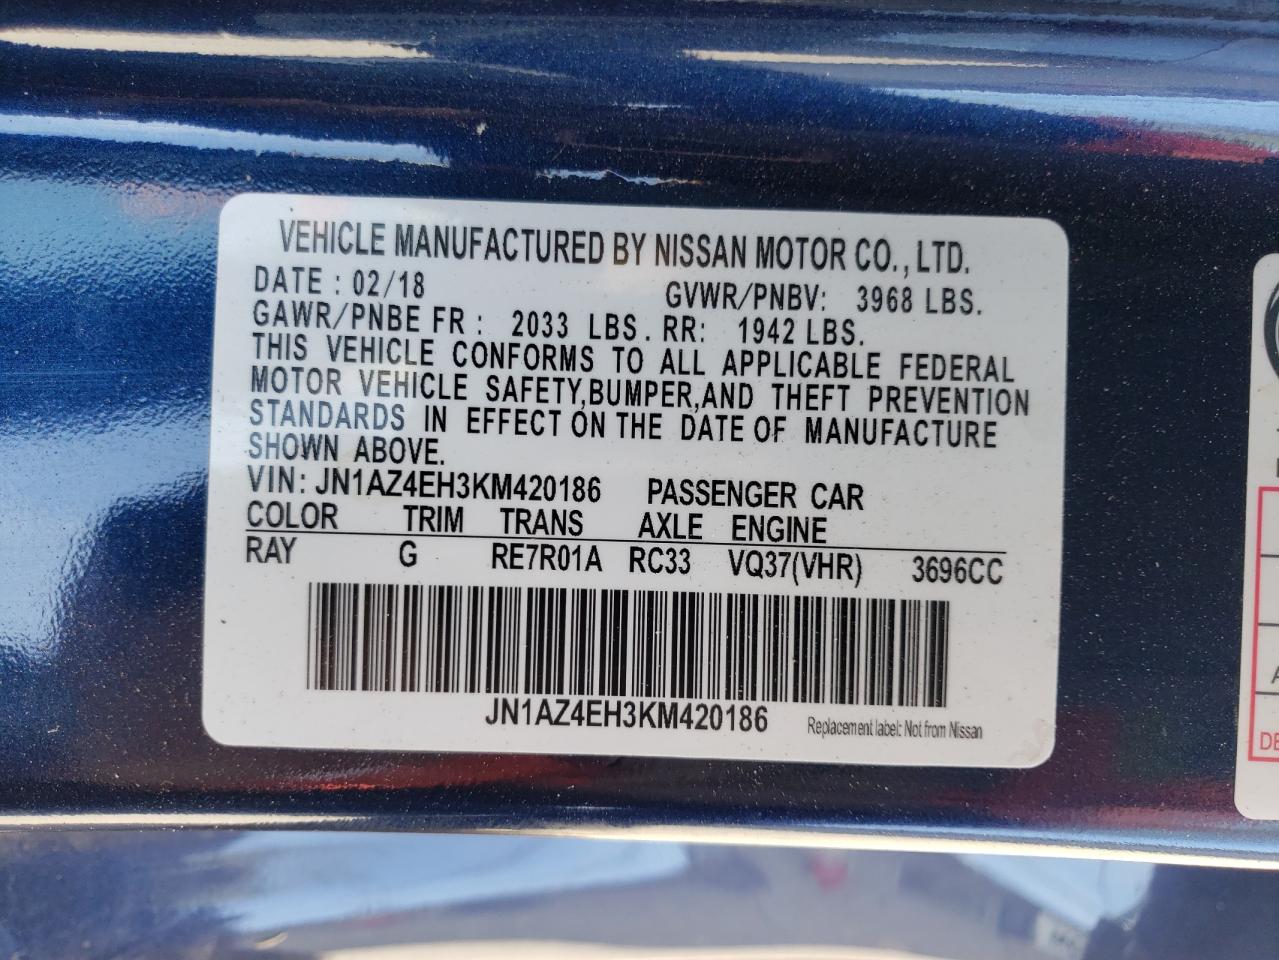 VEHICLE MANUFACTURED BY NISSAN MOTOR CO., LTD.
DATE : 02/18 GVWR/PNBV: 3968 LBS.
GAWR/PNBE FR : 2033 LBS. RR: 1942 LBS.
THIS VEHICLE CONFORMS TO ALL APPLICABLE FEDERAL
MOTOR VEHICLE SAFETY,BUMPER,AND THEFT PREVENTION
STANDARDS IN EFFECT ON THE DATE OF MANUFACTURE
SHOWN ABOVE.
VIN: JN1AZ4EH3KM420186 PASSENGER CAR
COLOR TRIM TRANS AXLE ENGINE
RAY G RE7R01A RC33 VQ37(VHR) 3696CC
JN1AZ4EH3KM420186
Replacement label: Not from Nissan